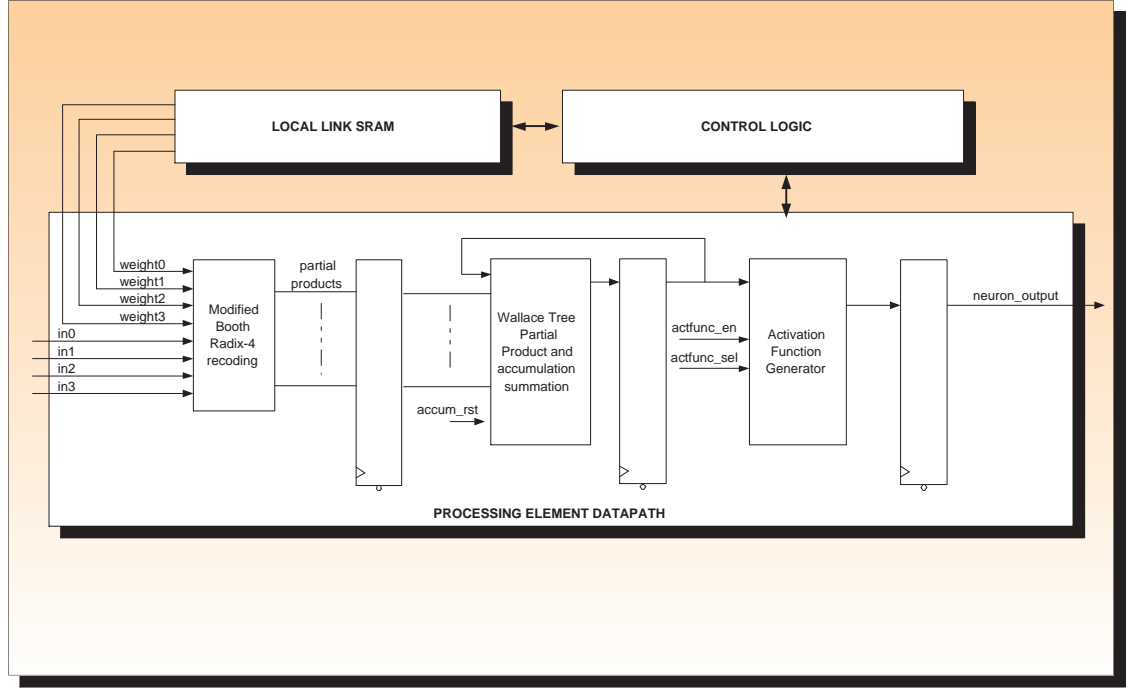 LOCAL LINK SRAM
CONTROL LOGIC
weight0
weight1
weight2
weight3
in0
in1
in2
in3
Modified
Booth
Radix-4
recoding
partial
products
accum_rst
Wallace Tree
Partial
Product and
accumulation
summation
actfunc_en
actfunc_sel
Activation
Function
Generator
neuron_output
PROCESSING ELEMENT DATAPATH